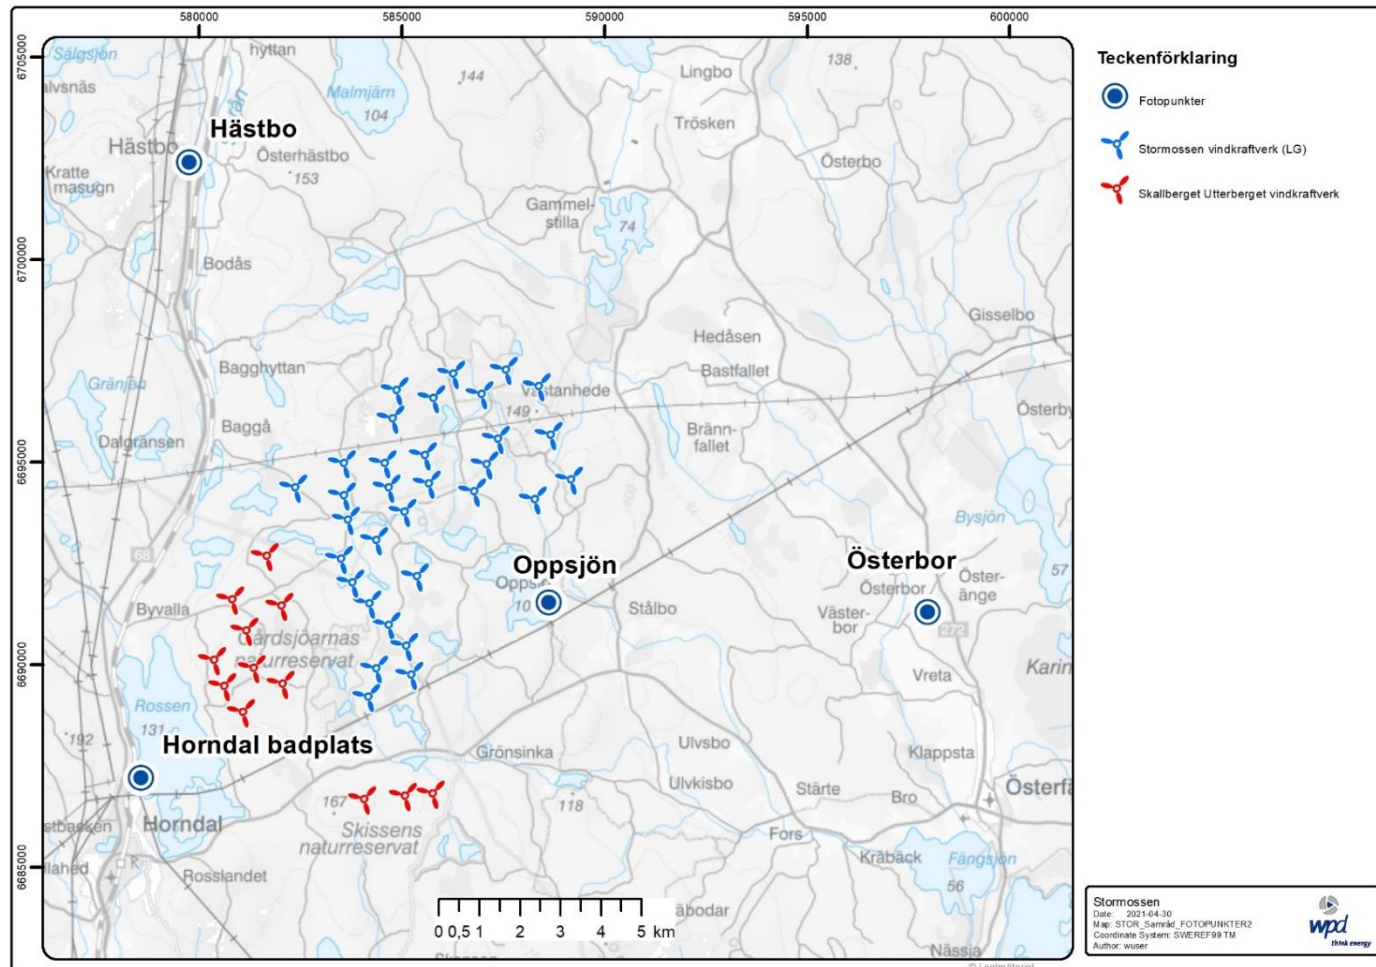 580000 585000 590000 595000 600000
6705000
6700000
6695000
6690000
6685000
Sälgsjön
hyttan
alvsnäs
144
138
Lingbo
Malmjärn
104
Trösken
Hästbo
Hästbo
Österhästbo
153
Österbo
Kratte
masugn
Gammel-
stilla
74
Bodås
Gisselbo
Hedåsen
Bagghyttan
Bastfallet
Gränjen
Västanhede
149
Baggå
Dalgränsen
Bränn-
fallet
Bysjön
68
57
Oppsjön
Österbor
Österbor
Öster-
änge
10
Byvalla
Stålbo
Väster-
bor
272
Gårdsjöarnas
naturreservat
Vreta
Rossen
131
192
Horndal badplats
Grönsinka
Ulvsbo
Klappsta
Ulvkisbo
Stärte
Bro
167
118
Horndal
Skissens
naturreservat
Fors
Kråbäck
Fängsjön
56
Rosslandet
0 0,5 1 2 3 4 5 km
åbodar
Nässja
Teckenförklaring
Fotopunkter
Stormossen vindkraftverk (LG)
Skallberget Utterberget vindkraftverk
Stormossen
Date: 2021-04-30
Map: STOR_Samråd_FOTOPUNKTER2
Coordinate System: SWEREF99 TM
Author: wuser
wpd
think energy